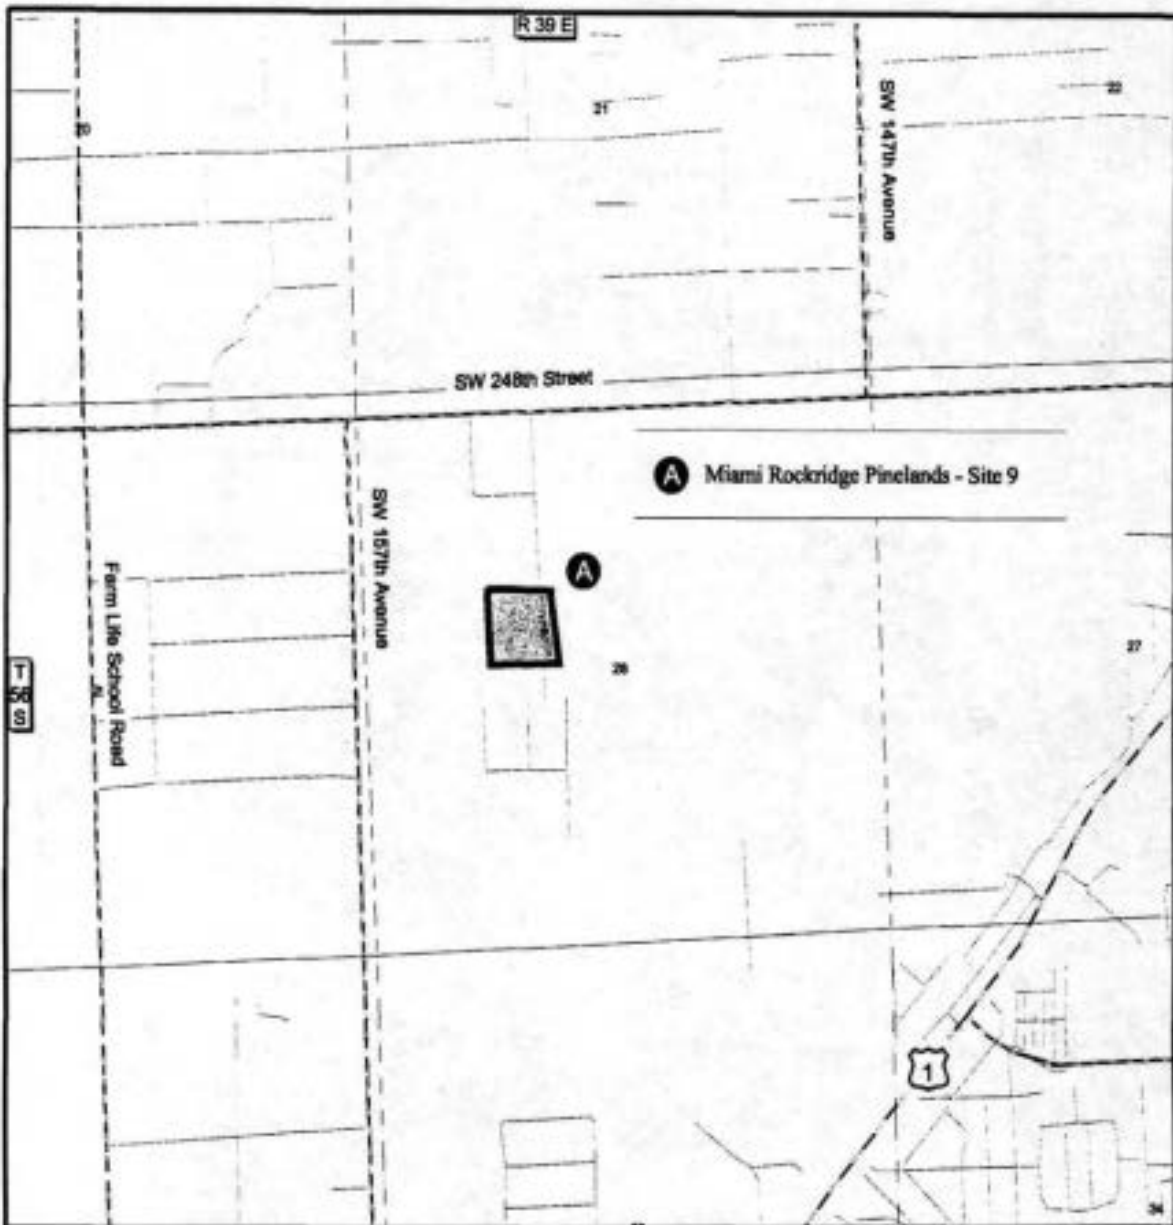 R 39 E
21
22
SW 147th Avenue
SW 248th Street
A Miami Rockridge Pinelands - Site 9
SW 157th Avenue
A
Farm Life School Road
T
56
S
28
27
1
34